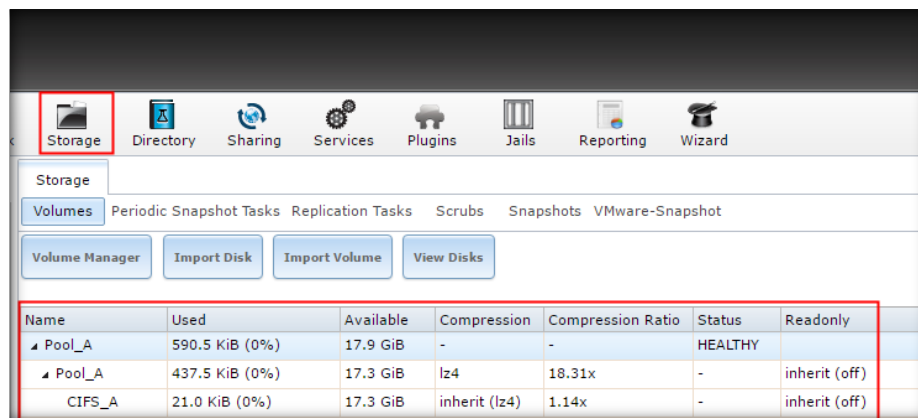 Storage Directory Sharing Services Plugins Jails Reporting Wizard
Storage
Volumes Periodic Snapshot Tasks Replication Tasks Scrubs Snapshots VMware-Snapshot
Volume Manager Import Disk Import Volume View Disks
Name Used Available Compression Compression Ratio Status Readonly
Pool_A 590.5 KiB (0%) 17.9 GiB - - HEALTHY
Pool_A 437.5 KiB (0%) 17.3 GiB lz4 18.31x - inherit (off)
CIFS_A 21.0 KiB (0%) 17.3 GiB inherit (lz4) 1.14x - inherit (off)